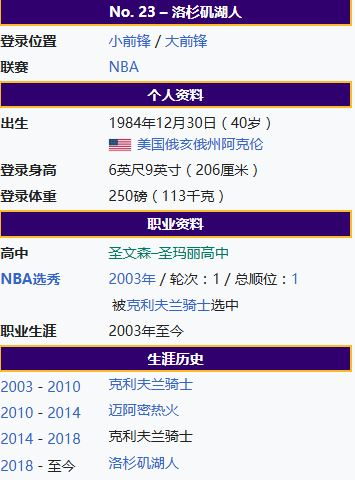 No. 23 – 洛杉矶湖人
登录位置 小前锋 / 大前锋
联赛 NBA
个人资料
出生 1984年12月30日（40岁）
美国俄亥俄州阿克伦
登录身高 6英尺9英寸（206厘米）
登录体重 250磅（113千克）
职业资料
高中 圣文森–圣玛丽高中
NBA选秀 2003年 / 轮次：1 / 总顺位：1
被克利夫兰骑士选中
职业生涯 2003年至今
生涯历史
2003 - 2010 克利夫兰骑士
2010 - 2014 迈阿密热火
2014 - 2018 克利夫兰骑士
2018 - 至今 洛杉矶湖人